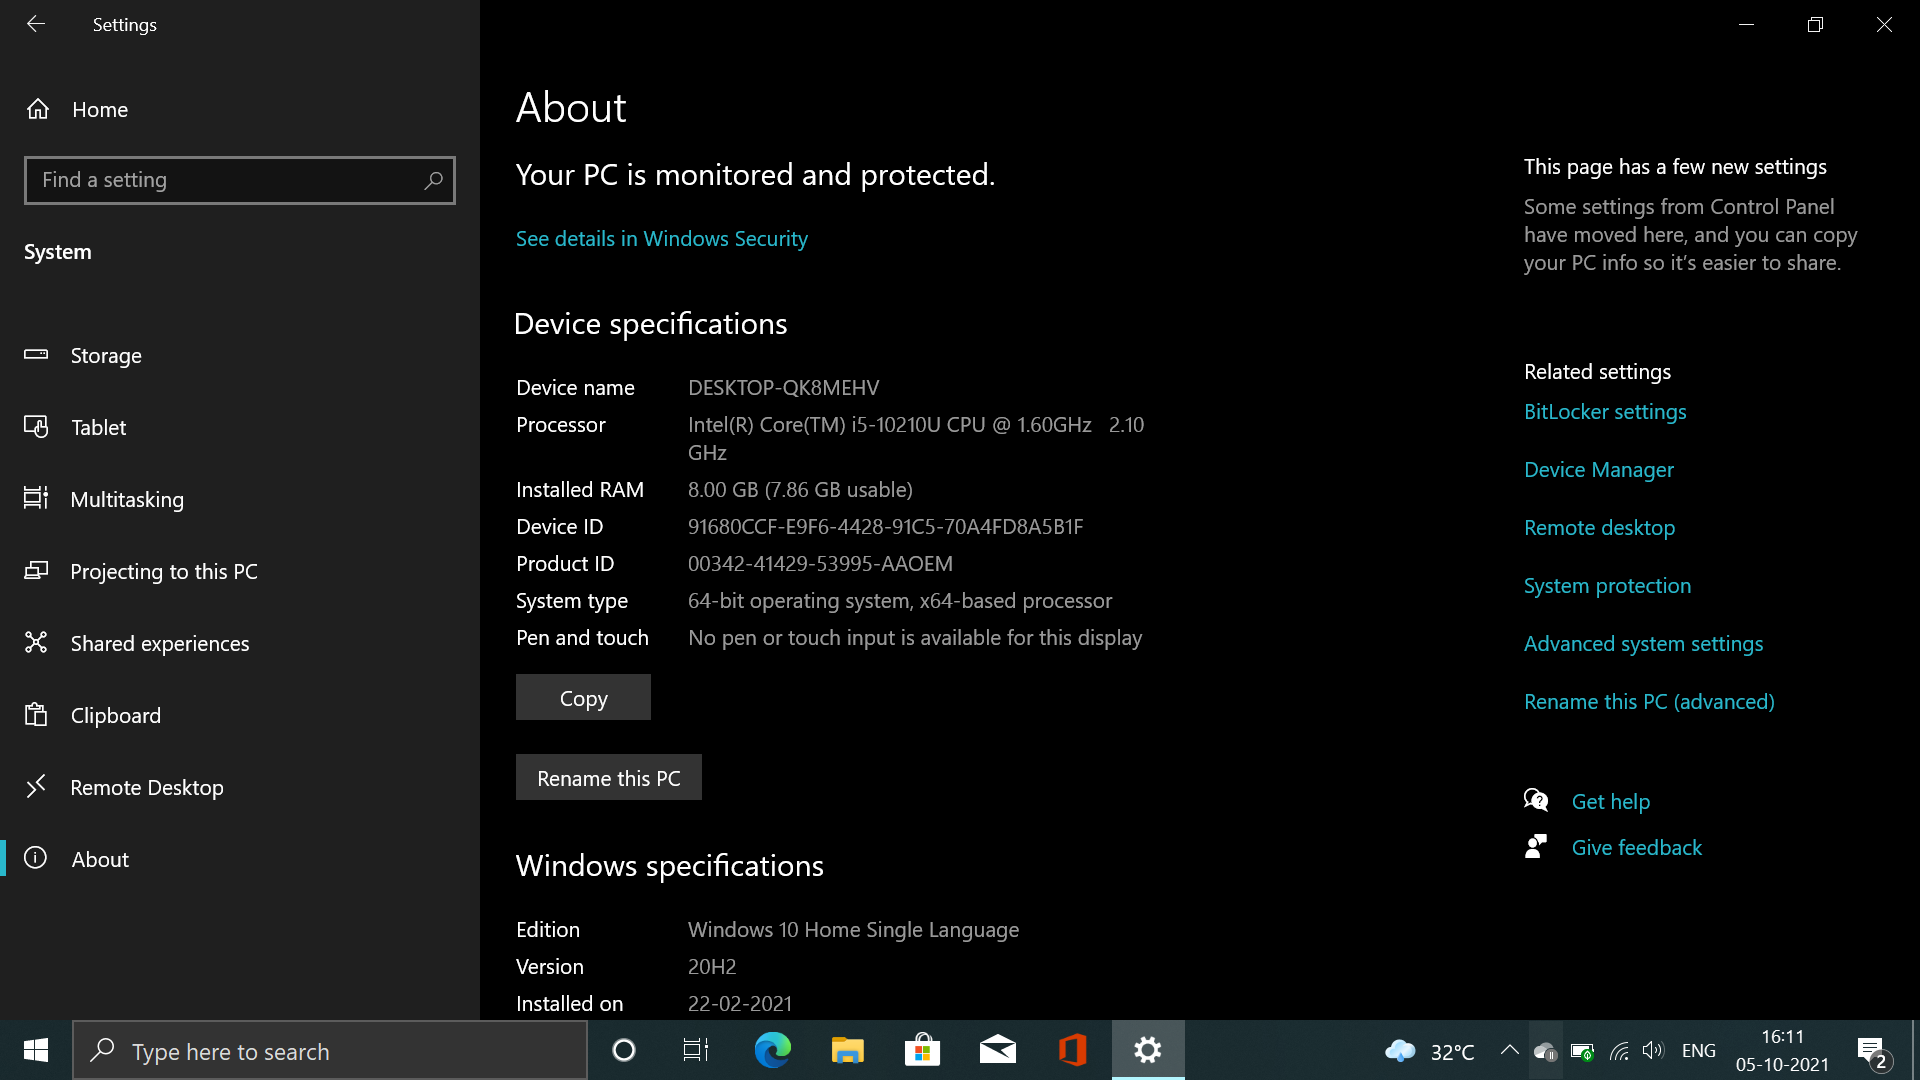 Settings
Home
Find a setting
System
Storage
Tablet
Multitasking
Projecting to this PC
Shared experiences
Clipboard
Remote Desktop
About
About
Your PC is monitored and protected.
See details in Windows Security
Device specifications
Device name DESKTOP-QK8MEHV
Processor Intel(R) Core(TM) i5-10210U CPU @ 1.60GHz 2.10
GHz
Installed RAM 8.00 GB (7.86 GB usable)
Device ID 91680CCF-E9F6-4428-91C5-70A4FD8A5B1F
Product ID 00342-41429-53995-AAOEM
System type 64-bit operating system, x64-based processor
Pen and touch No pen or touch input is available for this display
Copy
Rename this PC
Windows specifications
Edition Windows 10 Home Single Language
Version 20H2
Installed on 22-02-2021
This page has a few new settings
Some settings from Control Panel
have moved here, and you can copy
your PC info so it’s easier to share.
Related settings
BitLocker settings
Device Manager
Remote desktop
System protection
Advanced system settings
Rename this PC (advanced)
Get help
Give feedback
Type here to search
32°C
ENG
16:11
05-10-2021
2